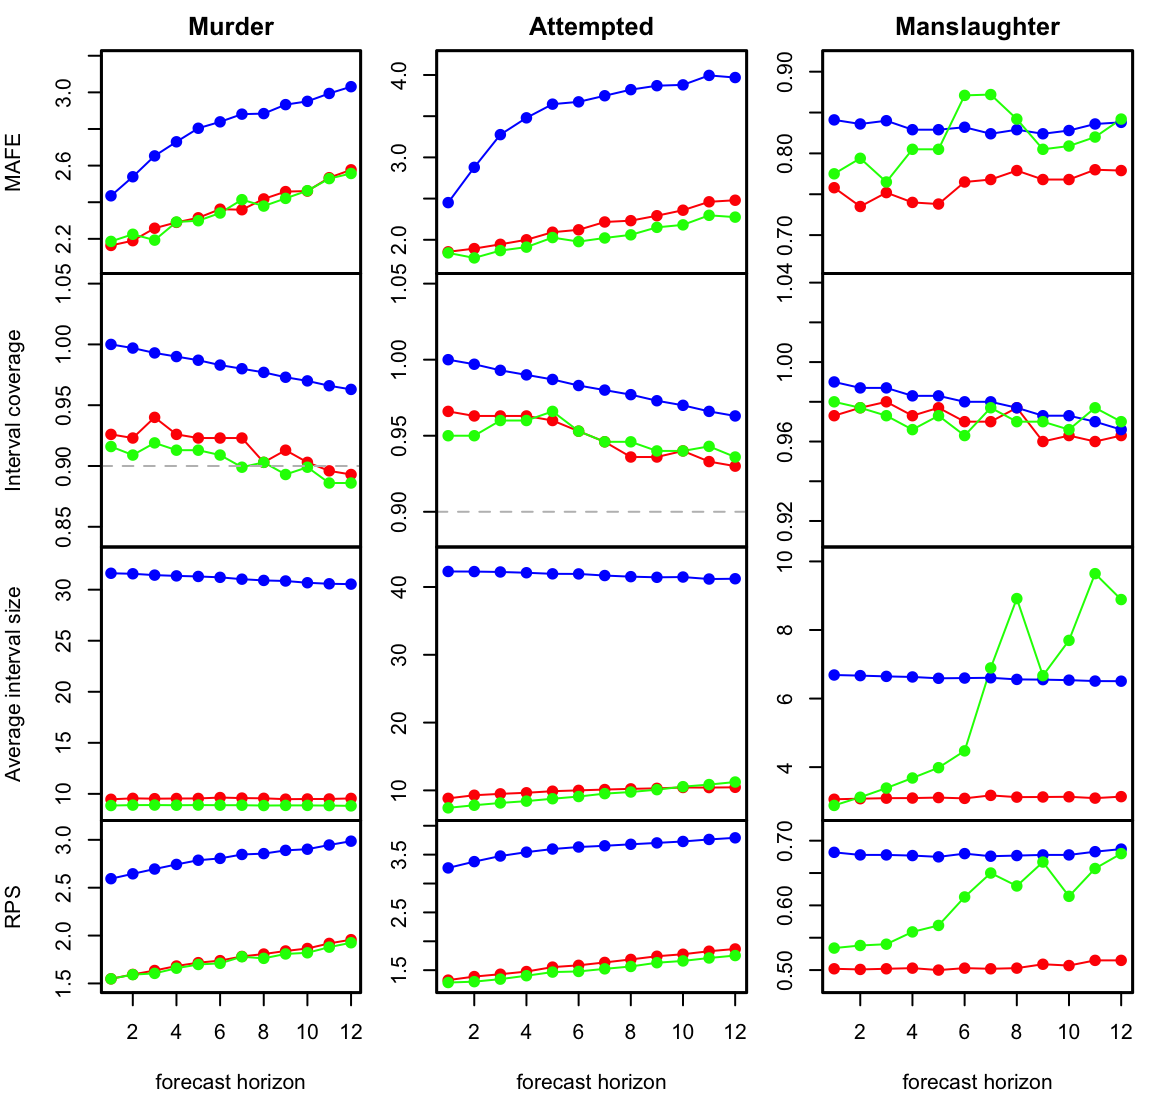 Murder Attempted Manslaughter
MAFE
2.2 2.6 3.0
2.0 3.0 4.0
0.70 0.80 0.90
Interval coverage
0.85 0.90 0.95 1.00 1.05
0.90 0.95 1.00 1.05
0.92 0.96 1.00 1.04
Average interval size
10 15 20 25 30
10 20 30 40
4 6 8 10
RPS
1.5 2.0 2.5 3.0
1.5 2.5 3.5
0.50 0.60 0.70
2 4 6 8 10 12 2 4 6 8 10 12 2 4 6 8 10 12
forecast horizon forecast horizon forecast horizon